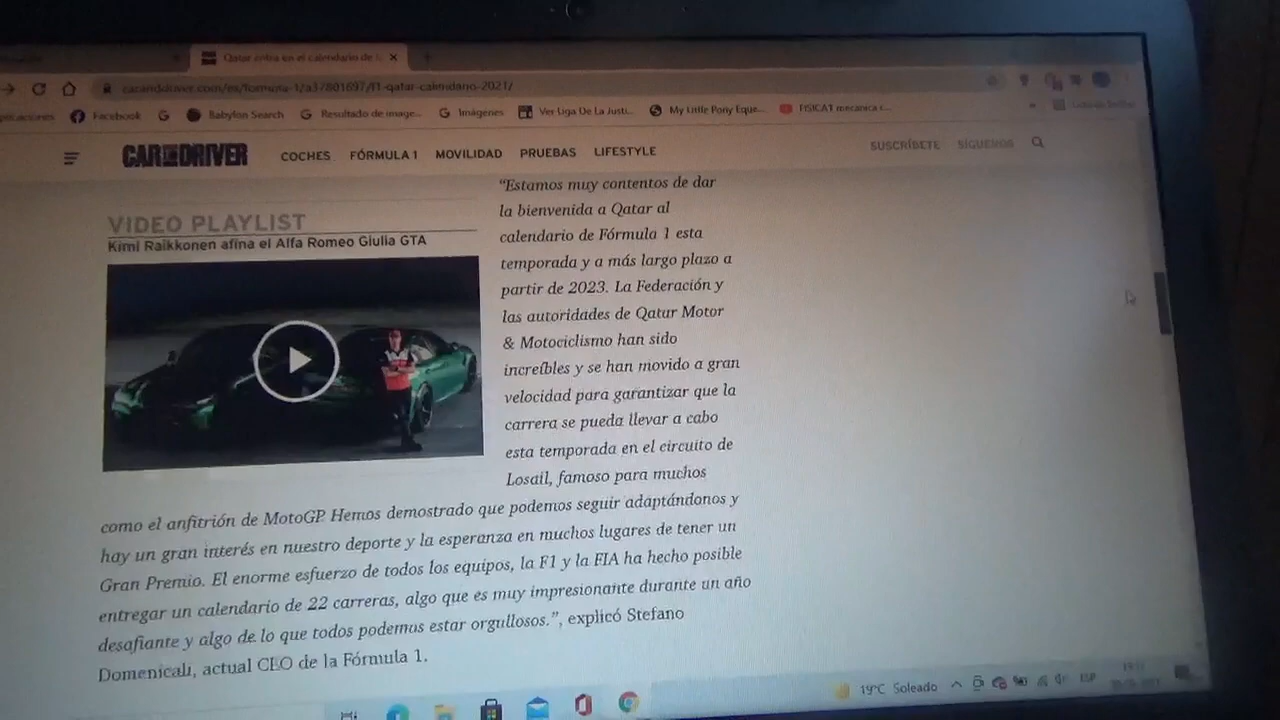 Qatar entra en el calendario de la
caranddriver.com/es/formula-1/a37801697/f1-qatar-calendario-2021/
Facebook
Babylon Search
Resultado de image...
Imágenes
Ver Liga De La Justi...
My Little Pony Eque...
FISICA1 mecanica c...
CAR AND DRIVER
COCHES
FÓRMULA 1
MOVILIDAD
PRUEBAS
LIFESTYLE
SUSCRÍBETE
SÍGUENOS
VIDEO PLAYLIST
Kimi Raikkonen afina el Alfa Romeo Giulia GTA
“Estamos muy contentos de dar
la bienvenida a Qatar al
calendario de Fórmula 1 esta
temporada y a más largo plazo a
partir de 2023. La Federación y
las autoridades de Qatar Motor
& Motociclismo han sido
increíbles y se han movido a gran
velocidad para garantizar que la
carrera se pueda llevar a cabo
esta temporada en el circuito de
Losail, famoso para muchos
como el anfitrión de MotoGP. Hemos demostrado que podemos seguir adaptándonos y
hay un gran interés en nuestro deporte y la esperanza en muchos lugares de tener un
Gran Premio. El enorme esfuerzo de todos los equipos, la F1 y la FIA ha hecho posible
entregar un calendario de 22 carreras, algo que es muy impresionante durante un año
desafiante y algo de lo que todos podemos estar orgullosos.”, explicó Stefano
Domenicali, actual CEO de la Fórmula 1.
19°C Soleado
ESP